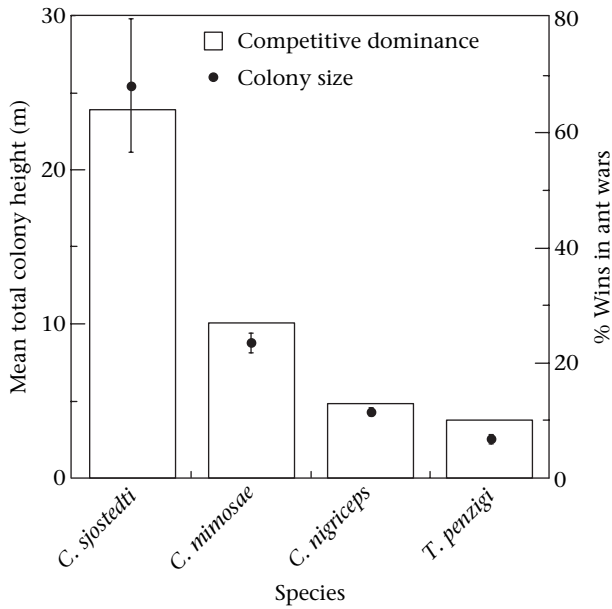 Competitive dominance
Colony size
Mean total colony height (m)
30
20
10
0
% Wins in ant wars
80
60
40
20
0
C. sjostedti
C. mimosae
C. nigriceps
T. penzigi
Species